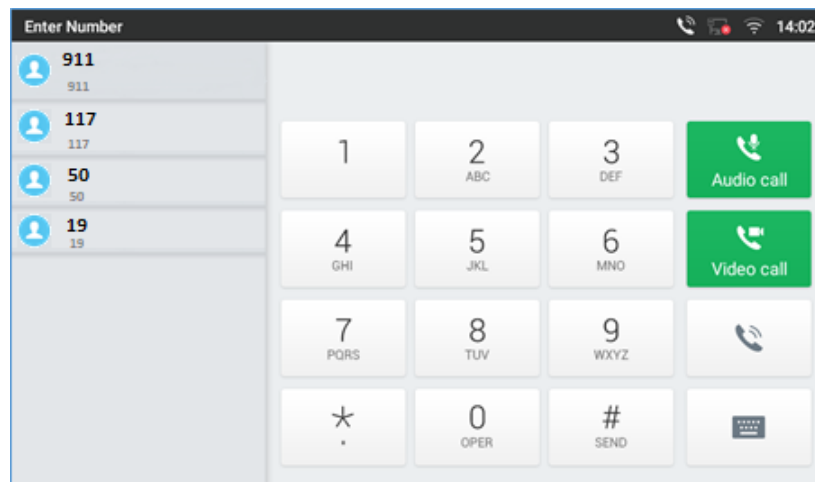 Enter Number
14:02
911
911
117
117
50
50
19
19
1
2
ABC
3
DEF
Audio call
4
GHI
5
JKL
6
MNO
Video call
7
PQRS
8
TUV
9
WXYZ
*
.
0
OPER
#
SEND